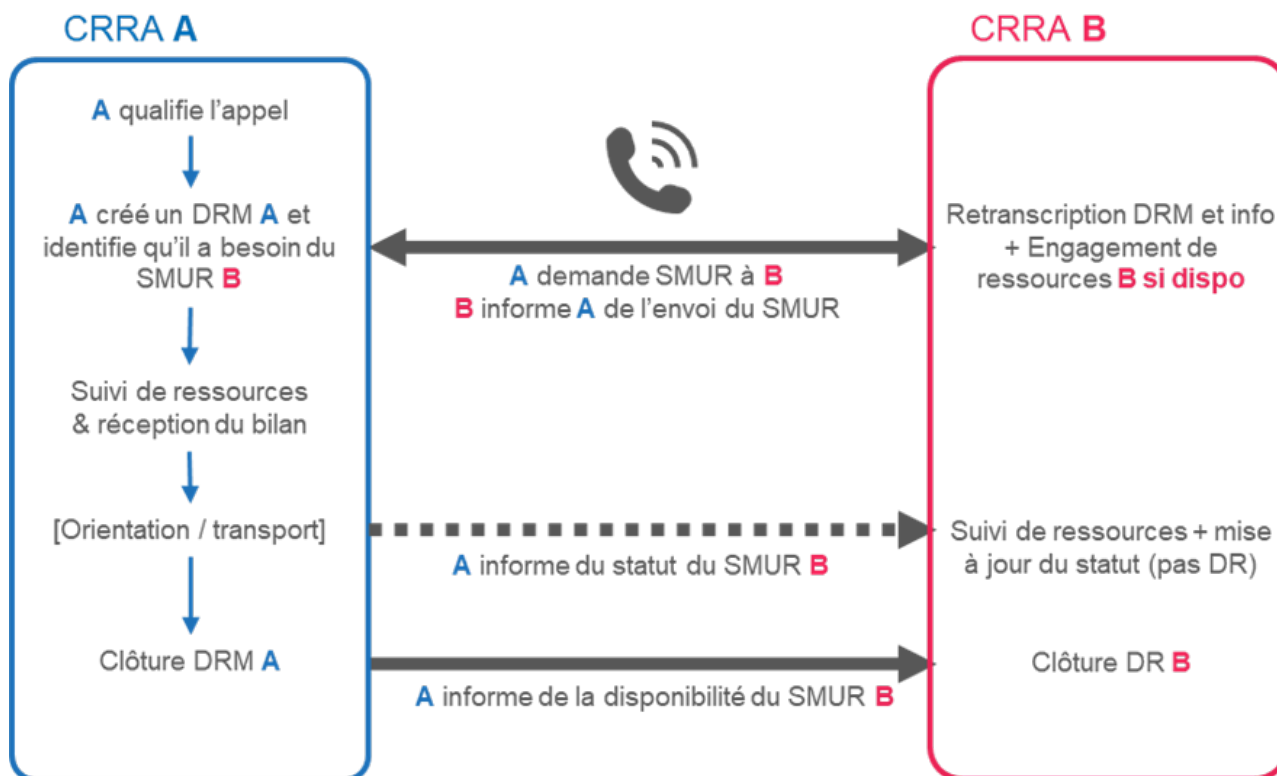 CRRA A
A qualifie l'appel
A créé un DRM A et
identifie qu'il a besoin du
SMUR B
Suivi de ressources
& réception du bilan
[Orientation / transport]
Clôture DRM A
A demande SMUR à B
B informe A de l'envoi du SMUR
A informe du statut du SMUR B
A informe de la disponibilité du SMUR B
CRRA B
Retranscription DRM et info
+ Engagement de
ressources B si dispo
Suivi de ressources + mise
à jour du statut (pas DR)
Clôture DR B